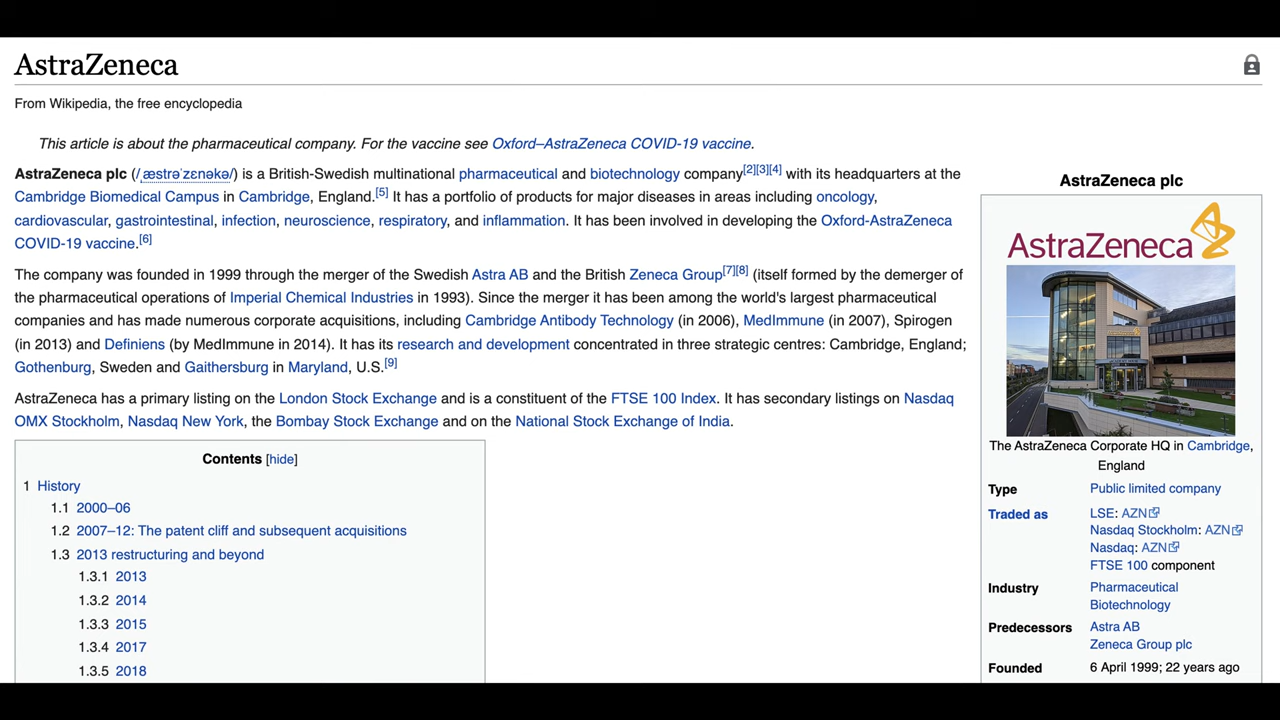 AstraZeneca
From Wikipedia, the free encyclopedia
This article is about the pharmaceutical company. For the vaccine see Oxford–AstraZeneca COVID-19 vaccine.
AstraZeneca plc (/ˌæstrəˈzɛnəkə/) is a British-Swedish multinational pharmaceutical and biotechnology company[2][3][4] with its headquarters at the
Cambridge Biomedical Campus in Cambridge, England.[5] It has a portfolio of products for major diseases in areas including oncology,
cardiovascular, gastrointestinal, infection, neuroscience, respiratory, and inflammation. It has been involved in developing the Oxford-AstraZeneca
COVID-19 vaccine.[6]
The company was founded in 1999 through the merger of the Swedish Astra AB and the British Zeneca Group[7][8] (itself formed by the demerger of
the pharmaceutical operations of Imperial Chemical Industries in 1993). Since the merger it has been among the world's largest pharmaceutical
companies and has made numerous corporate acquisitions, including Cambridge Antibody Technology (in 2006), MedImmune (in 2007), Spirogen
(in 2013) and Definiens (by MedImmune in 2014). It has its research and development concentrated in three strategic centres: Cambridge, England;
Gothenburg, Sweden and Gaithersburg in Maryland, U.S.[9]
AstraZeneca has a primary listing on the London Stock Exchange and is a constituent of the FTSE 100 Index. It has secondary listings on Nasdaq
OMX Stockholm, Nasdaq New York, the Bombay Stock Exchange and on the National Stock Exchange of India.
Contents [hide]
1 History
1.1 2000–06
1.2 2007–12: The patent cliff and subsequent acquisitions
1.3 2013 restructuring and beyond
1.3.1 2013
1.3.2 2014
1.3.3 2015
1.3.4 2017
1.3.5 2018
AstraZeneca plc
AstraZeneca
The AstraZeneca Corporate HQ in Cambridge,
England
Type Public limited company
Traded as LSE: AZN
Nasdaq Stockholm: AZN
Nasdaq: AZN
FTSE 100 component
Industry Pharmaceutical
Biotechnology
Predecessors Astra AB
Zeneca Group plc
Founded 6 April 1999; 22 years ago